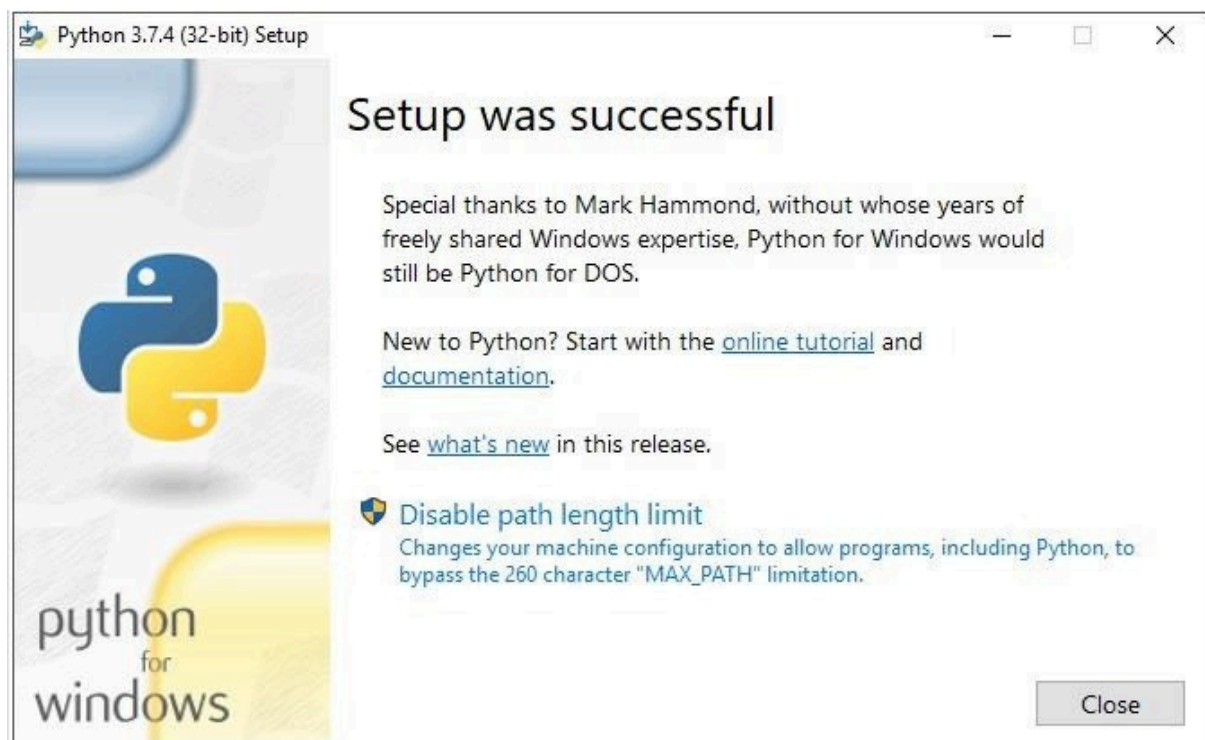 Python 3.7.4 (32-bit) Setup
Setup was successful
Special thanks to Mark Hammond, without whose years of
freely shared Windows expertise, Python for Windows would
still be Python for DOS.
New to Python? Start with the online tutorial and
documentation.
See what's new in this release.
Disable path length limit
Changes your machine configuration to allow programs, including Python, to
bypass the 260 character "MAX_PATH" limitation.
python
for
windows
Close